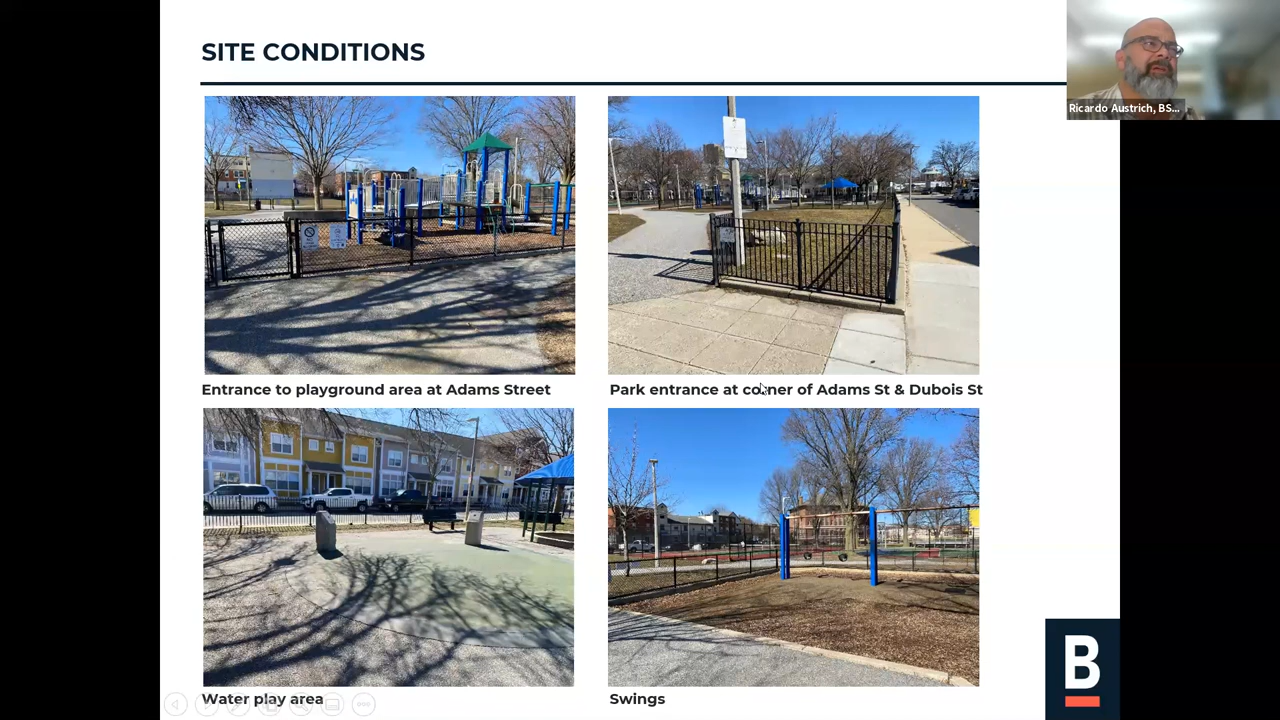 SITE CONDITIONS
Ricardo Austrich, BS...
Entrance to playground area at Adams Street
Park entrance at corner of Adams St & Dubois St
Water play area
Swings
B